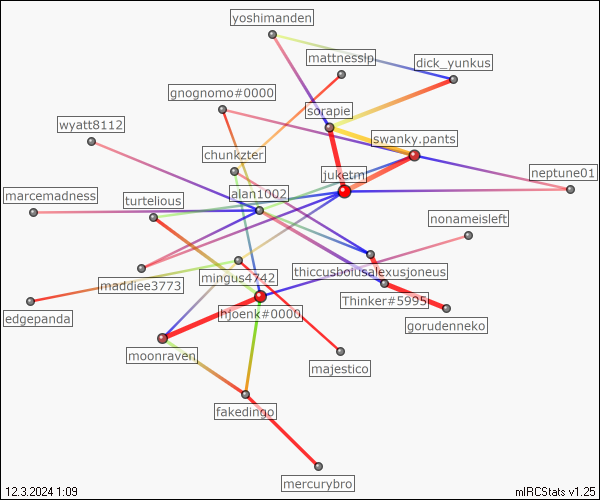 yoshimanden
mattnesslp
dick_yunkus
gnognomo#0000
sorapie
wyatt8112
swanky.pants
chunkzter
juketm
neptune01
alan1002
marcemadness
turtelious
nonameisleft
maddiee3773
mingus4742
thiccusbolusalexusjoneus
Thinker#5995
edgepanda
hjoenk#0000
gorudenneko
moonraven
majestico
fakedingo
mercurybro
12.3.2024 1:09
mIRCStats v1.25